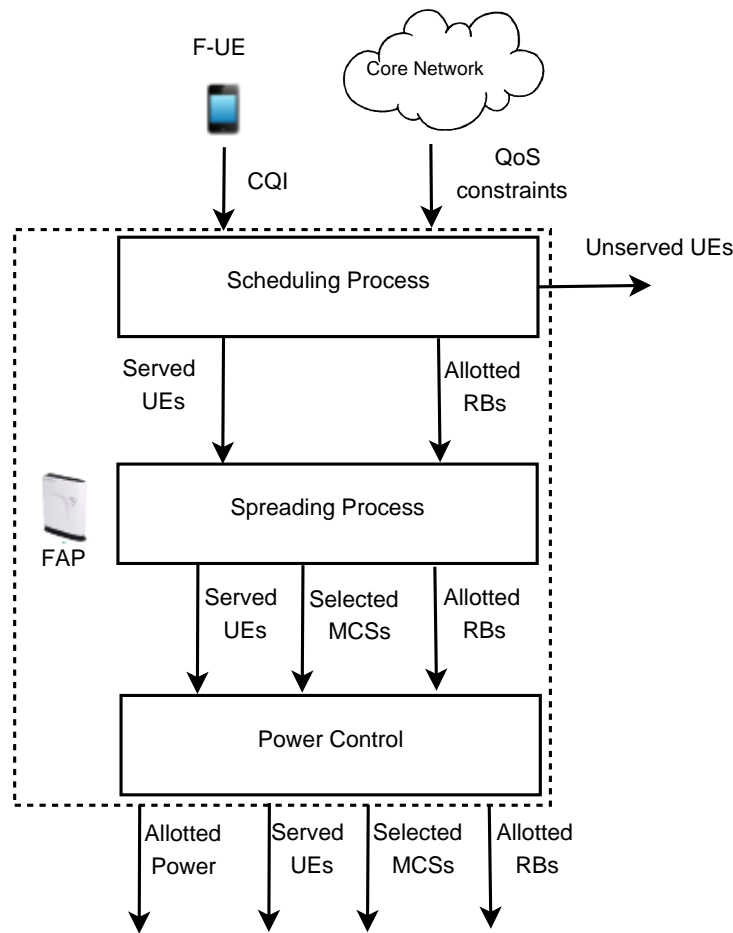 F-UE
Core Network
CQI
QoS
constraints
Scheduling Process
Unserved UEs
Served
UEs
Allotted
RBs
Spreading Process
FAP
Served
UEs
Selected
MCSs
Allotted
RBs
Power Control
Allotted
Power
Served
UEs
Selected
MCSs
Allotted
RBs